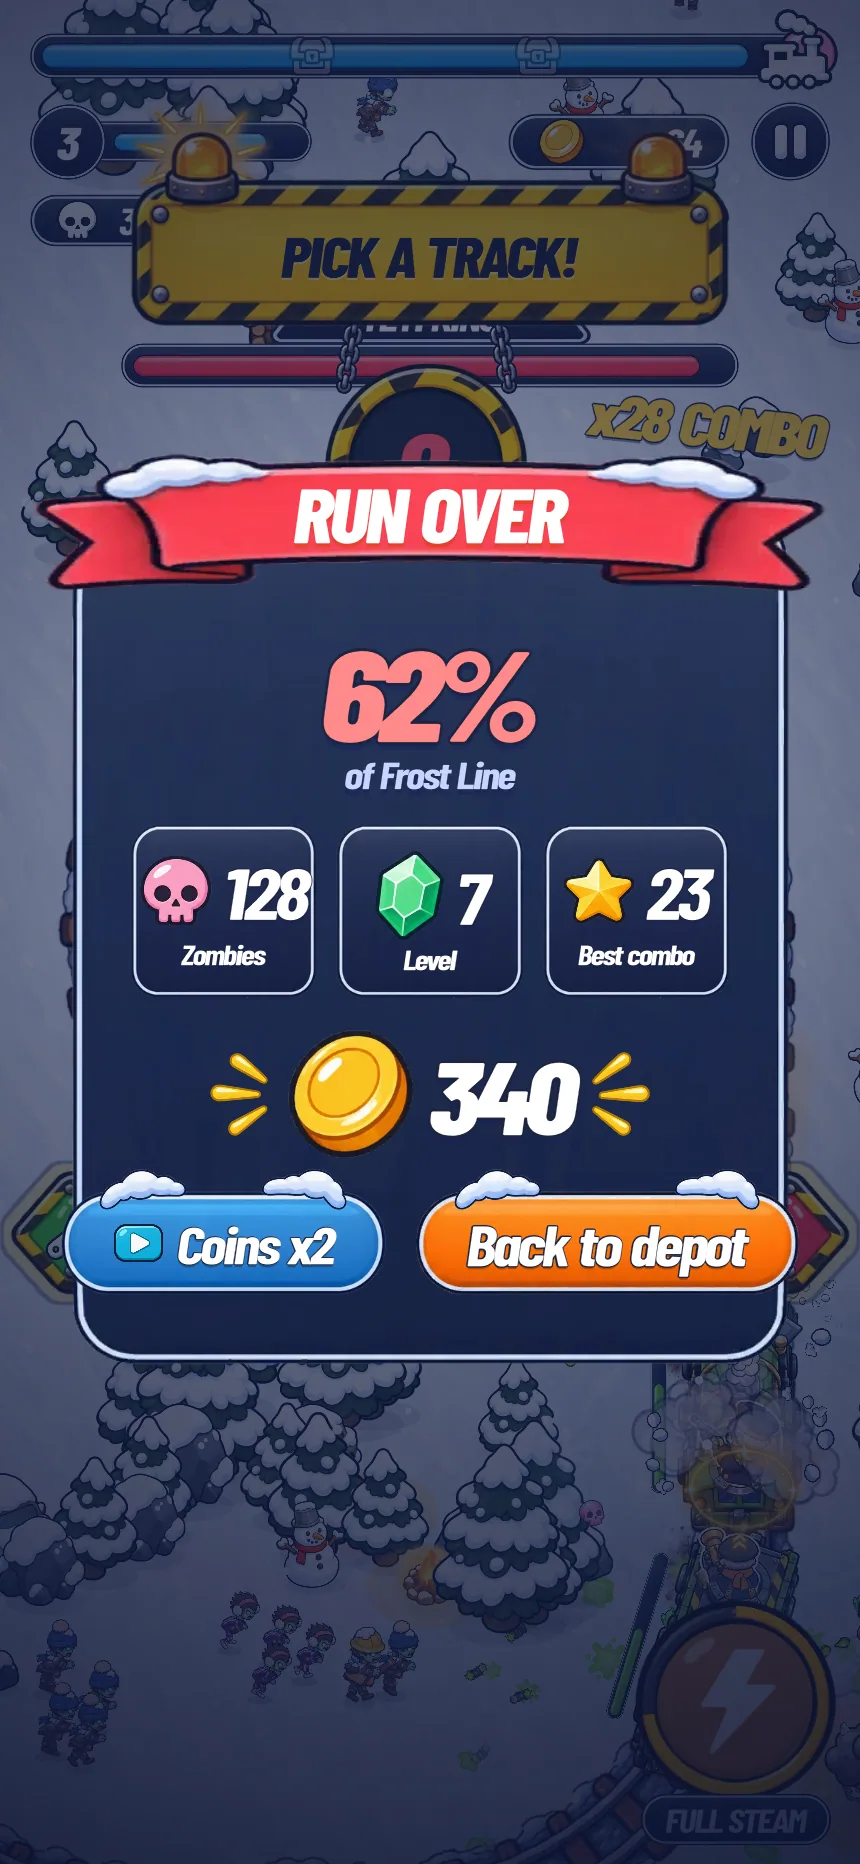 3
PICK A TRACK!
x28 COMBO
RUN OVER
62%
of Frost Line
128
Zombies
7
Level
23
Best combo
340
Coins x2
Back to depot
FULL STEAM